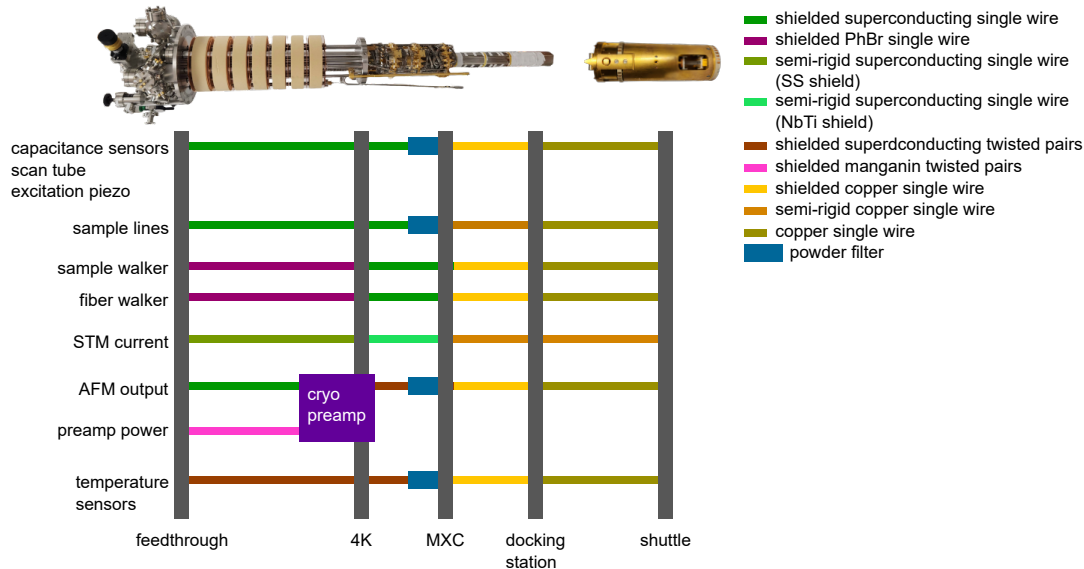 shielded superconducting single wire
shielded PhBr single wire
semi-rigid superconducting single wire
(SS shield)
semi-rigid superconducting single wire
(NbTi shield)
shielded superdconducting twisted pairs
shielded manganin twisted pairs
shielded copper single wire
semi-rigid copper single wire
copper single wire
powder filter
capacitance sensors
scan tube
excitation piezo
sample lines
sample walker
fiber walker
STM current
AFM output
cryo
preamp
preamp power
temperature
sensors
feedthrough
4K
MXC
docking
station
shuttle